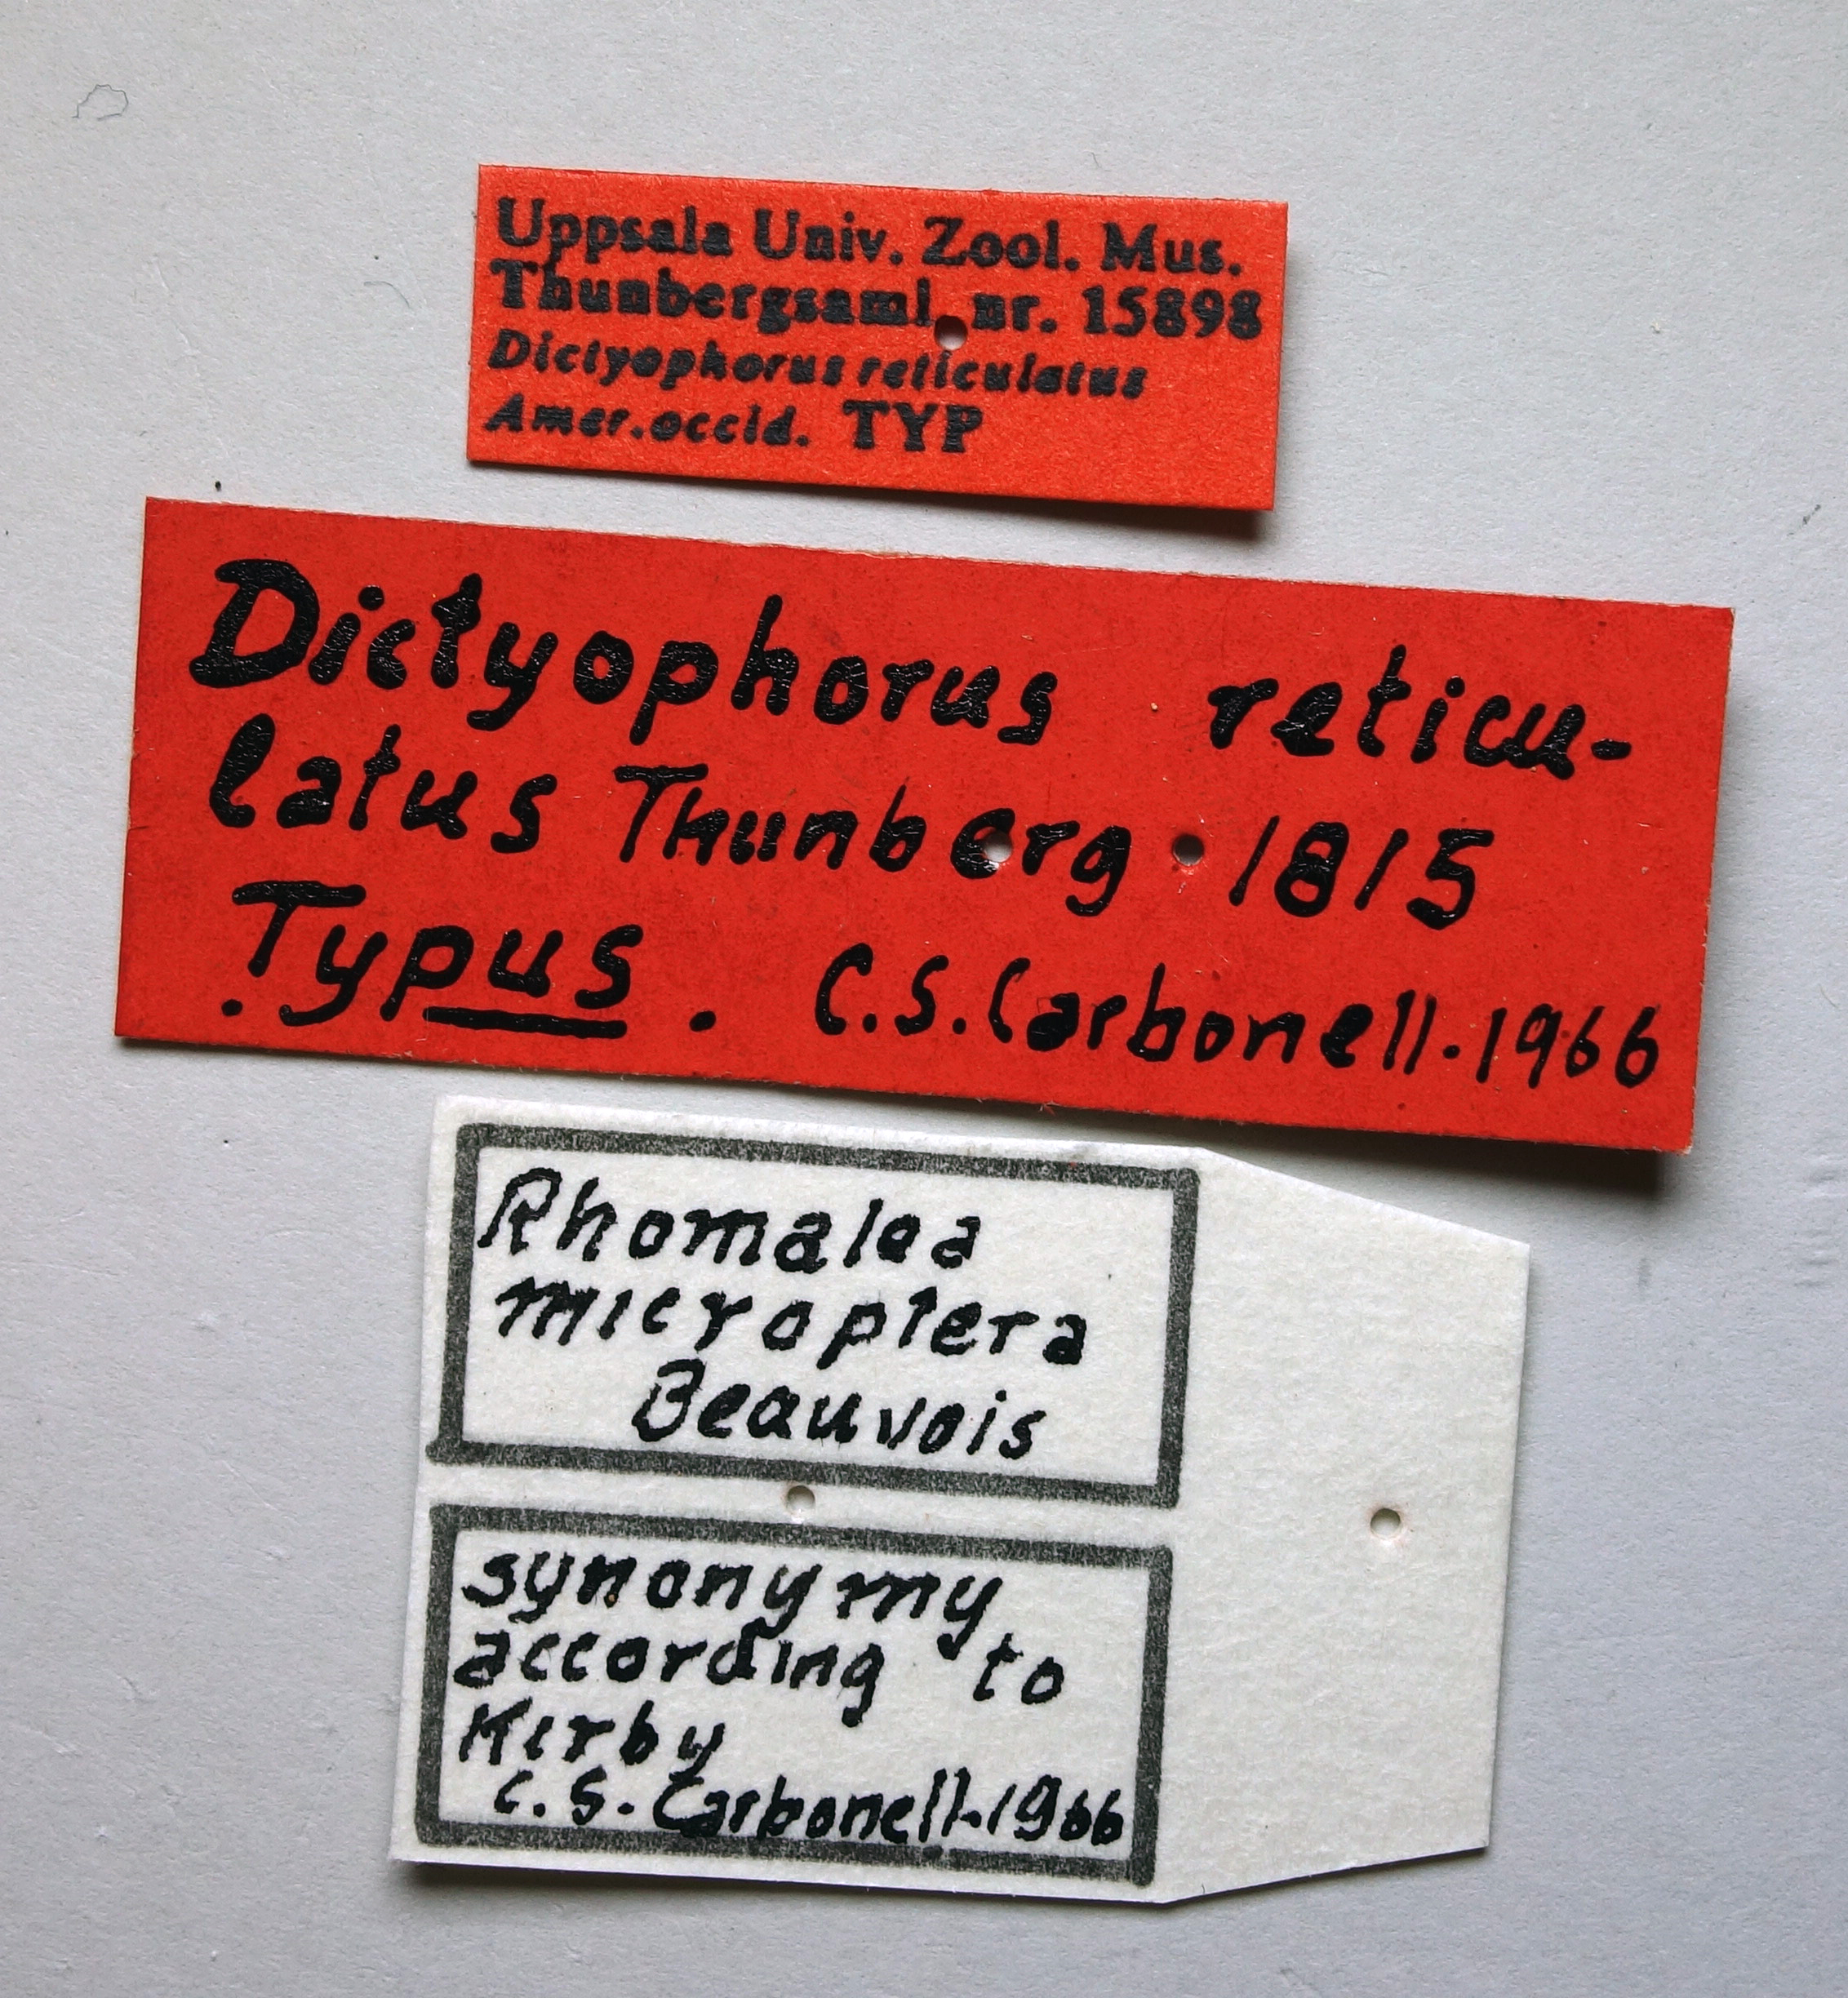 Uppsala Univ. Zool. Mus.
Thunbergsaml. nr. 15898
Dictyophorus reticulatus
Amer.occid. TYP
Dictyophorus reticu-
latus Thunberg 1815
.Typus. C.S.Carbonell.1966
Rhomalea
microptera
Beauvois
synonymy
according to
Kirby
C.S.Carbonell.1966